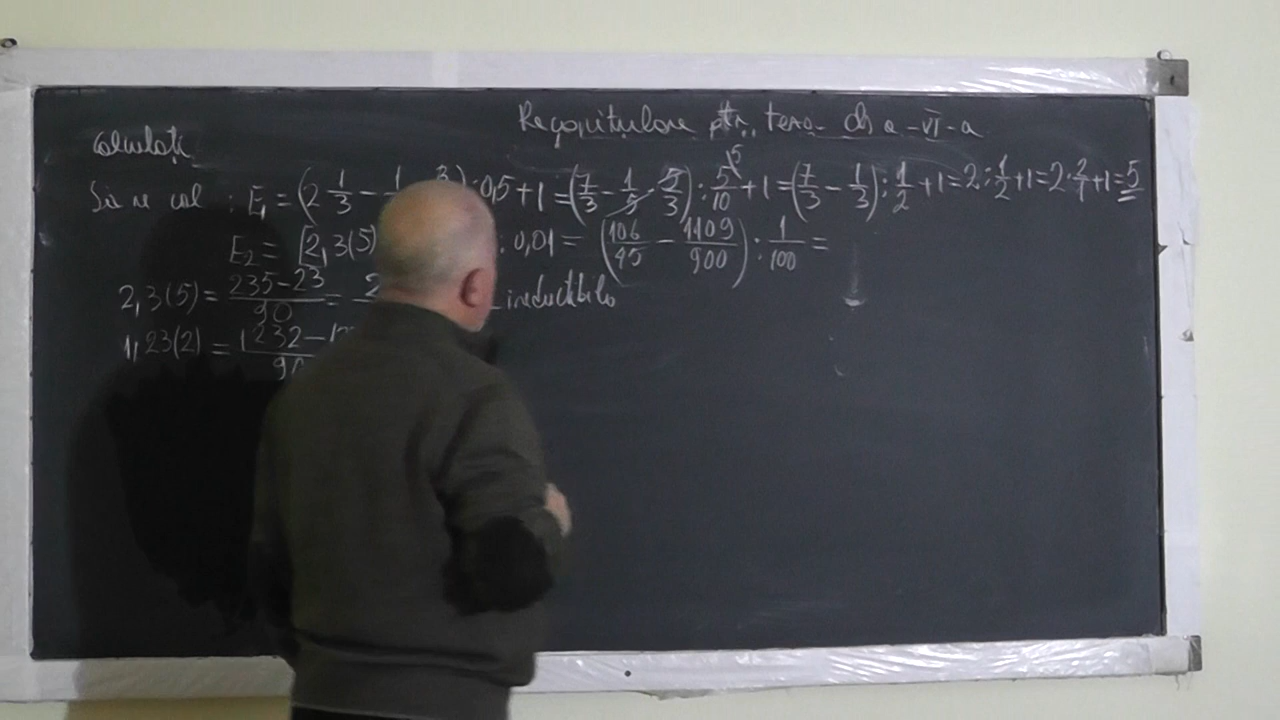 Recapitulare ptr. teza cls a-VI-a
Calculați
Să se cal : E₁ = (2 1/3 - 1/ ) : 0,5 + 1 = (7/3 - 1/5 · 5/3) : 5/10 + 1 = (7/3 - 1/3) : 1/2 + 1 = 2 : 1/2 + 1 = 2 · 2/1 + 1 = 5
E₂ = [2,3(5) : 0,01 = (106/45 - 1109/900) : 1/100 =
2,3(5) = 235-23/90 = 2 ireductibilă
1,23(2) = 1232-12 /90